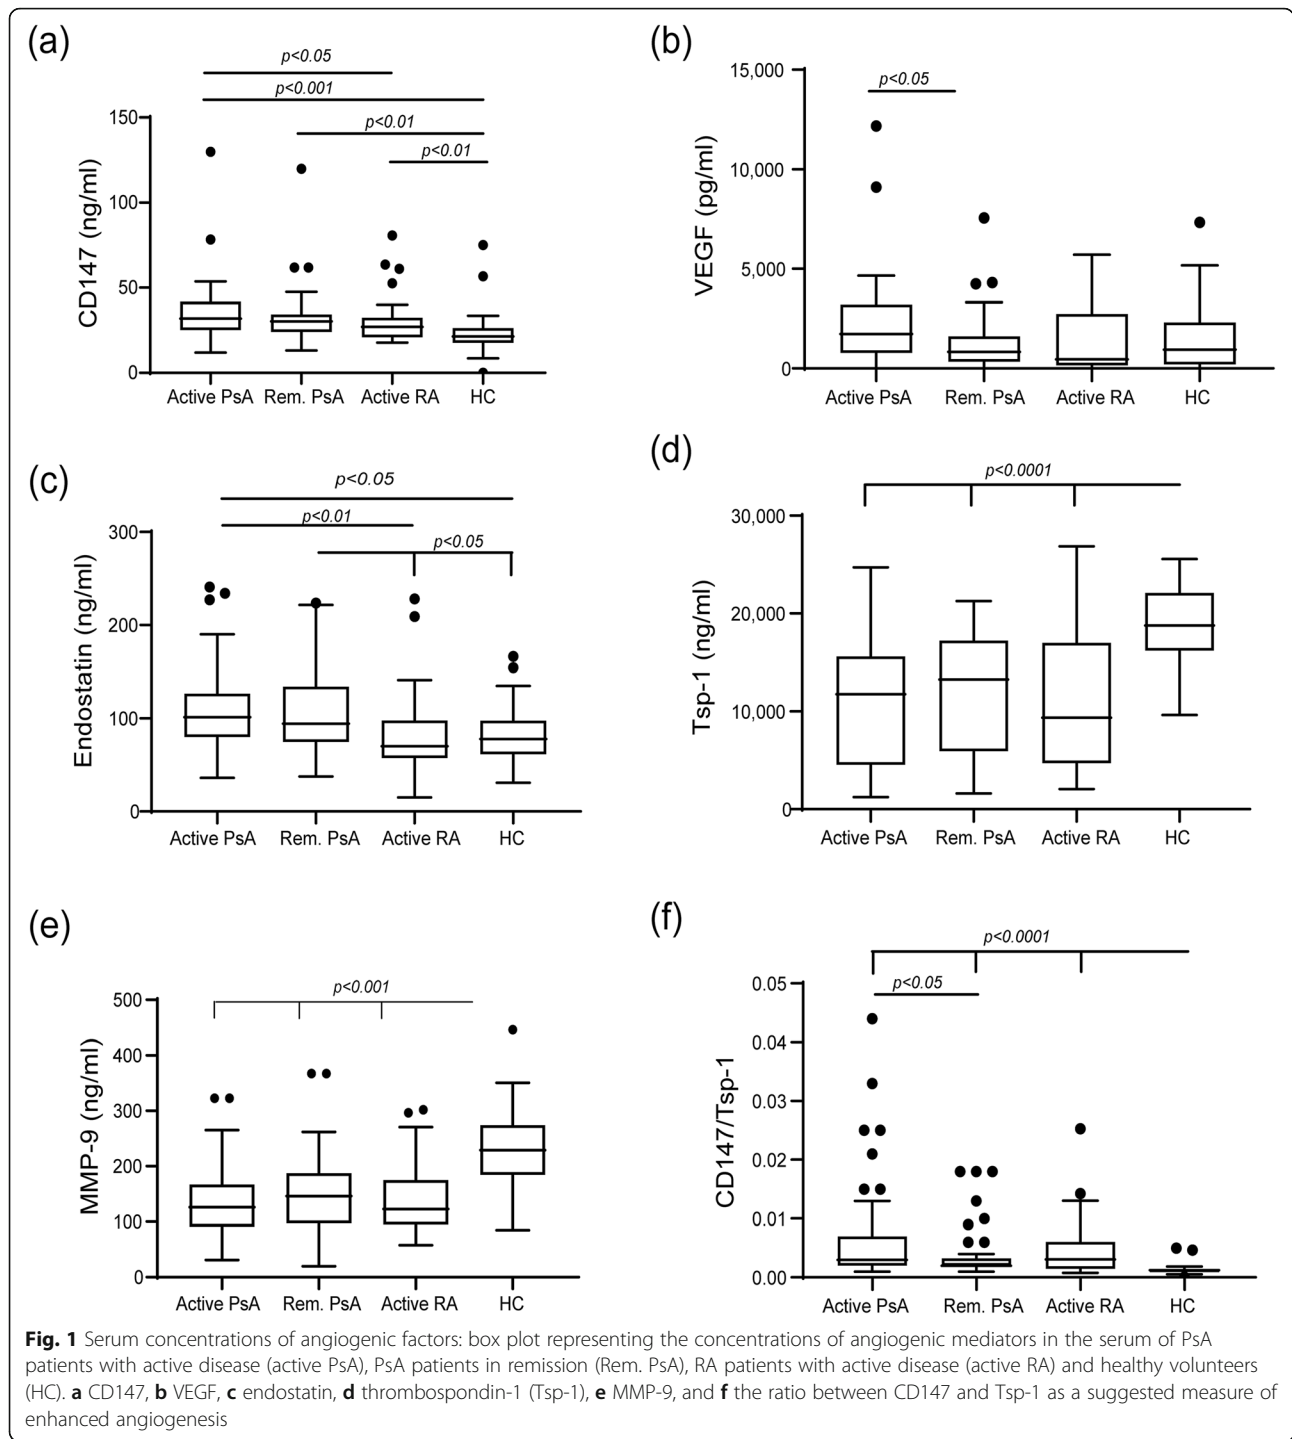 (a)
p<0.05
p<0.001
p<0.01
p<0.01
150
100
50
0
CD147 (ng/ml)
Active PsA Rem. PsA Active RA HC
(b)
p<0.05
15,000
10,000
5,000
0
VEGF (pg/ml)
Active PsA Rem. PsA Active RA HC
(c)
p<0.05
p<0.01
p<0.05
300
200
100
0
Endostatin (ng/ml)
Active PsA Rem. PsA Active RA HC
(d)
p<0.0001
30,000
20,000
10,000
0
Tsp-1 (ng/ml)
Active PsA Rem. PsA Active RA HC
(e)
p<0.001
500
400
300
200
100
0
MMP-9 (ng/ml)
Active PsA Rem. PsA Active RA HC
(f)
p<0.0001
p<0.05
0.05
0.04
0.03
0.02
0.01
0.00
CD147/Tsp-1
Active PsA Rem. PsA Active RA HC
Fig. 1 Serum concentrations of angiogenic factors: box plot representing the concentrations of angiogenic mediators in the serum of PsA
patients with active disease (active PsA), PsA patients in remission (Rem. PsA), RA patients with active disease (active RA) and healthy volunteers
(HC). a CD147, b VEGF, c endostatin, d thrombospondin-1 (Tsp-1), e MMP-9, and f the ratio between CD147 and Tsp-1 as a suggested measure of
enhanced angiogenesis